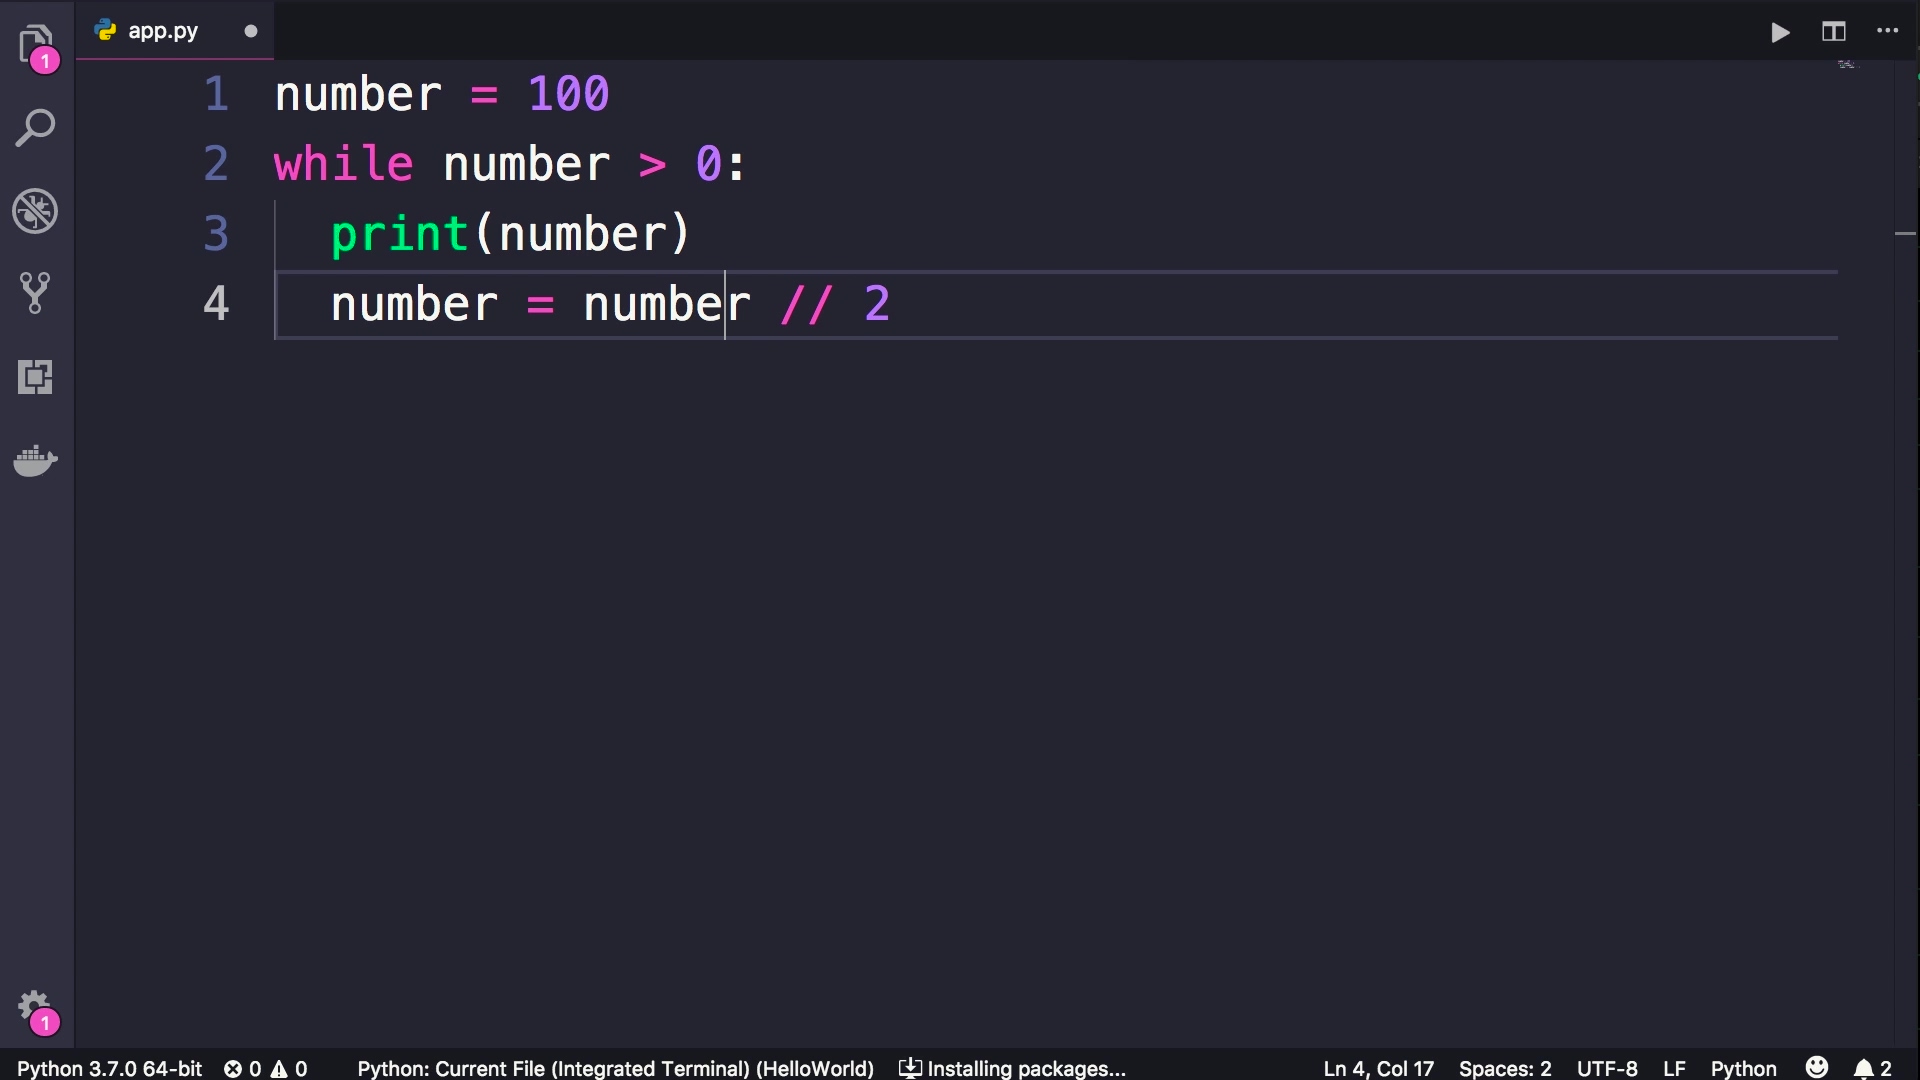 1
app.py
1 number = 100
2 while number > 0:
3 print(number)
4 number = number // 2
1
Python 3.7.0 64-bit 0 0 Python: Current File (Integrated Terminal) (HelloWorld) Installing packages... Ln 4, Col 17 Spaces: 2 UTF-8 LF Python 2